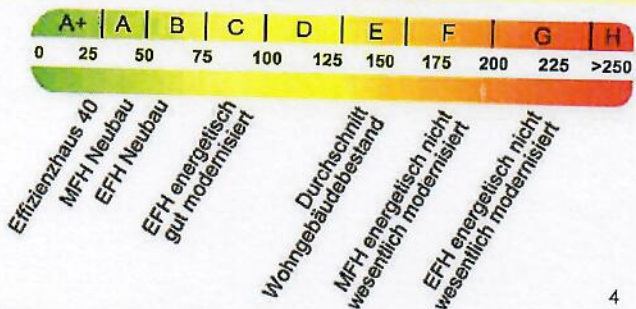 A+ A B C D E F G H
0 25 50 75 100 125 150 175 200 225 >250
Effizienzhaus 40
MFH Neubau
EFH Neubau
EFH energetisch
gut modernisiert
Durchschnitt
Wohngebäudebestand
MFH energetisch nicht
wesentlich modernisiert
EFH energetisch nicht
wesentlich modernisiert
4